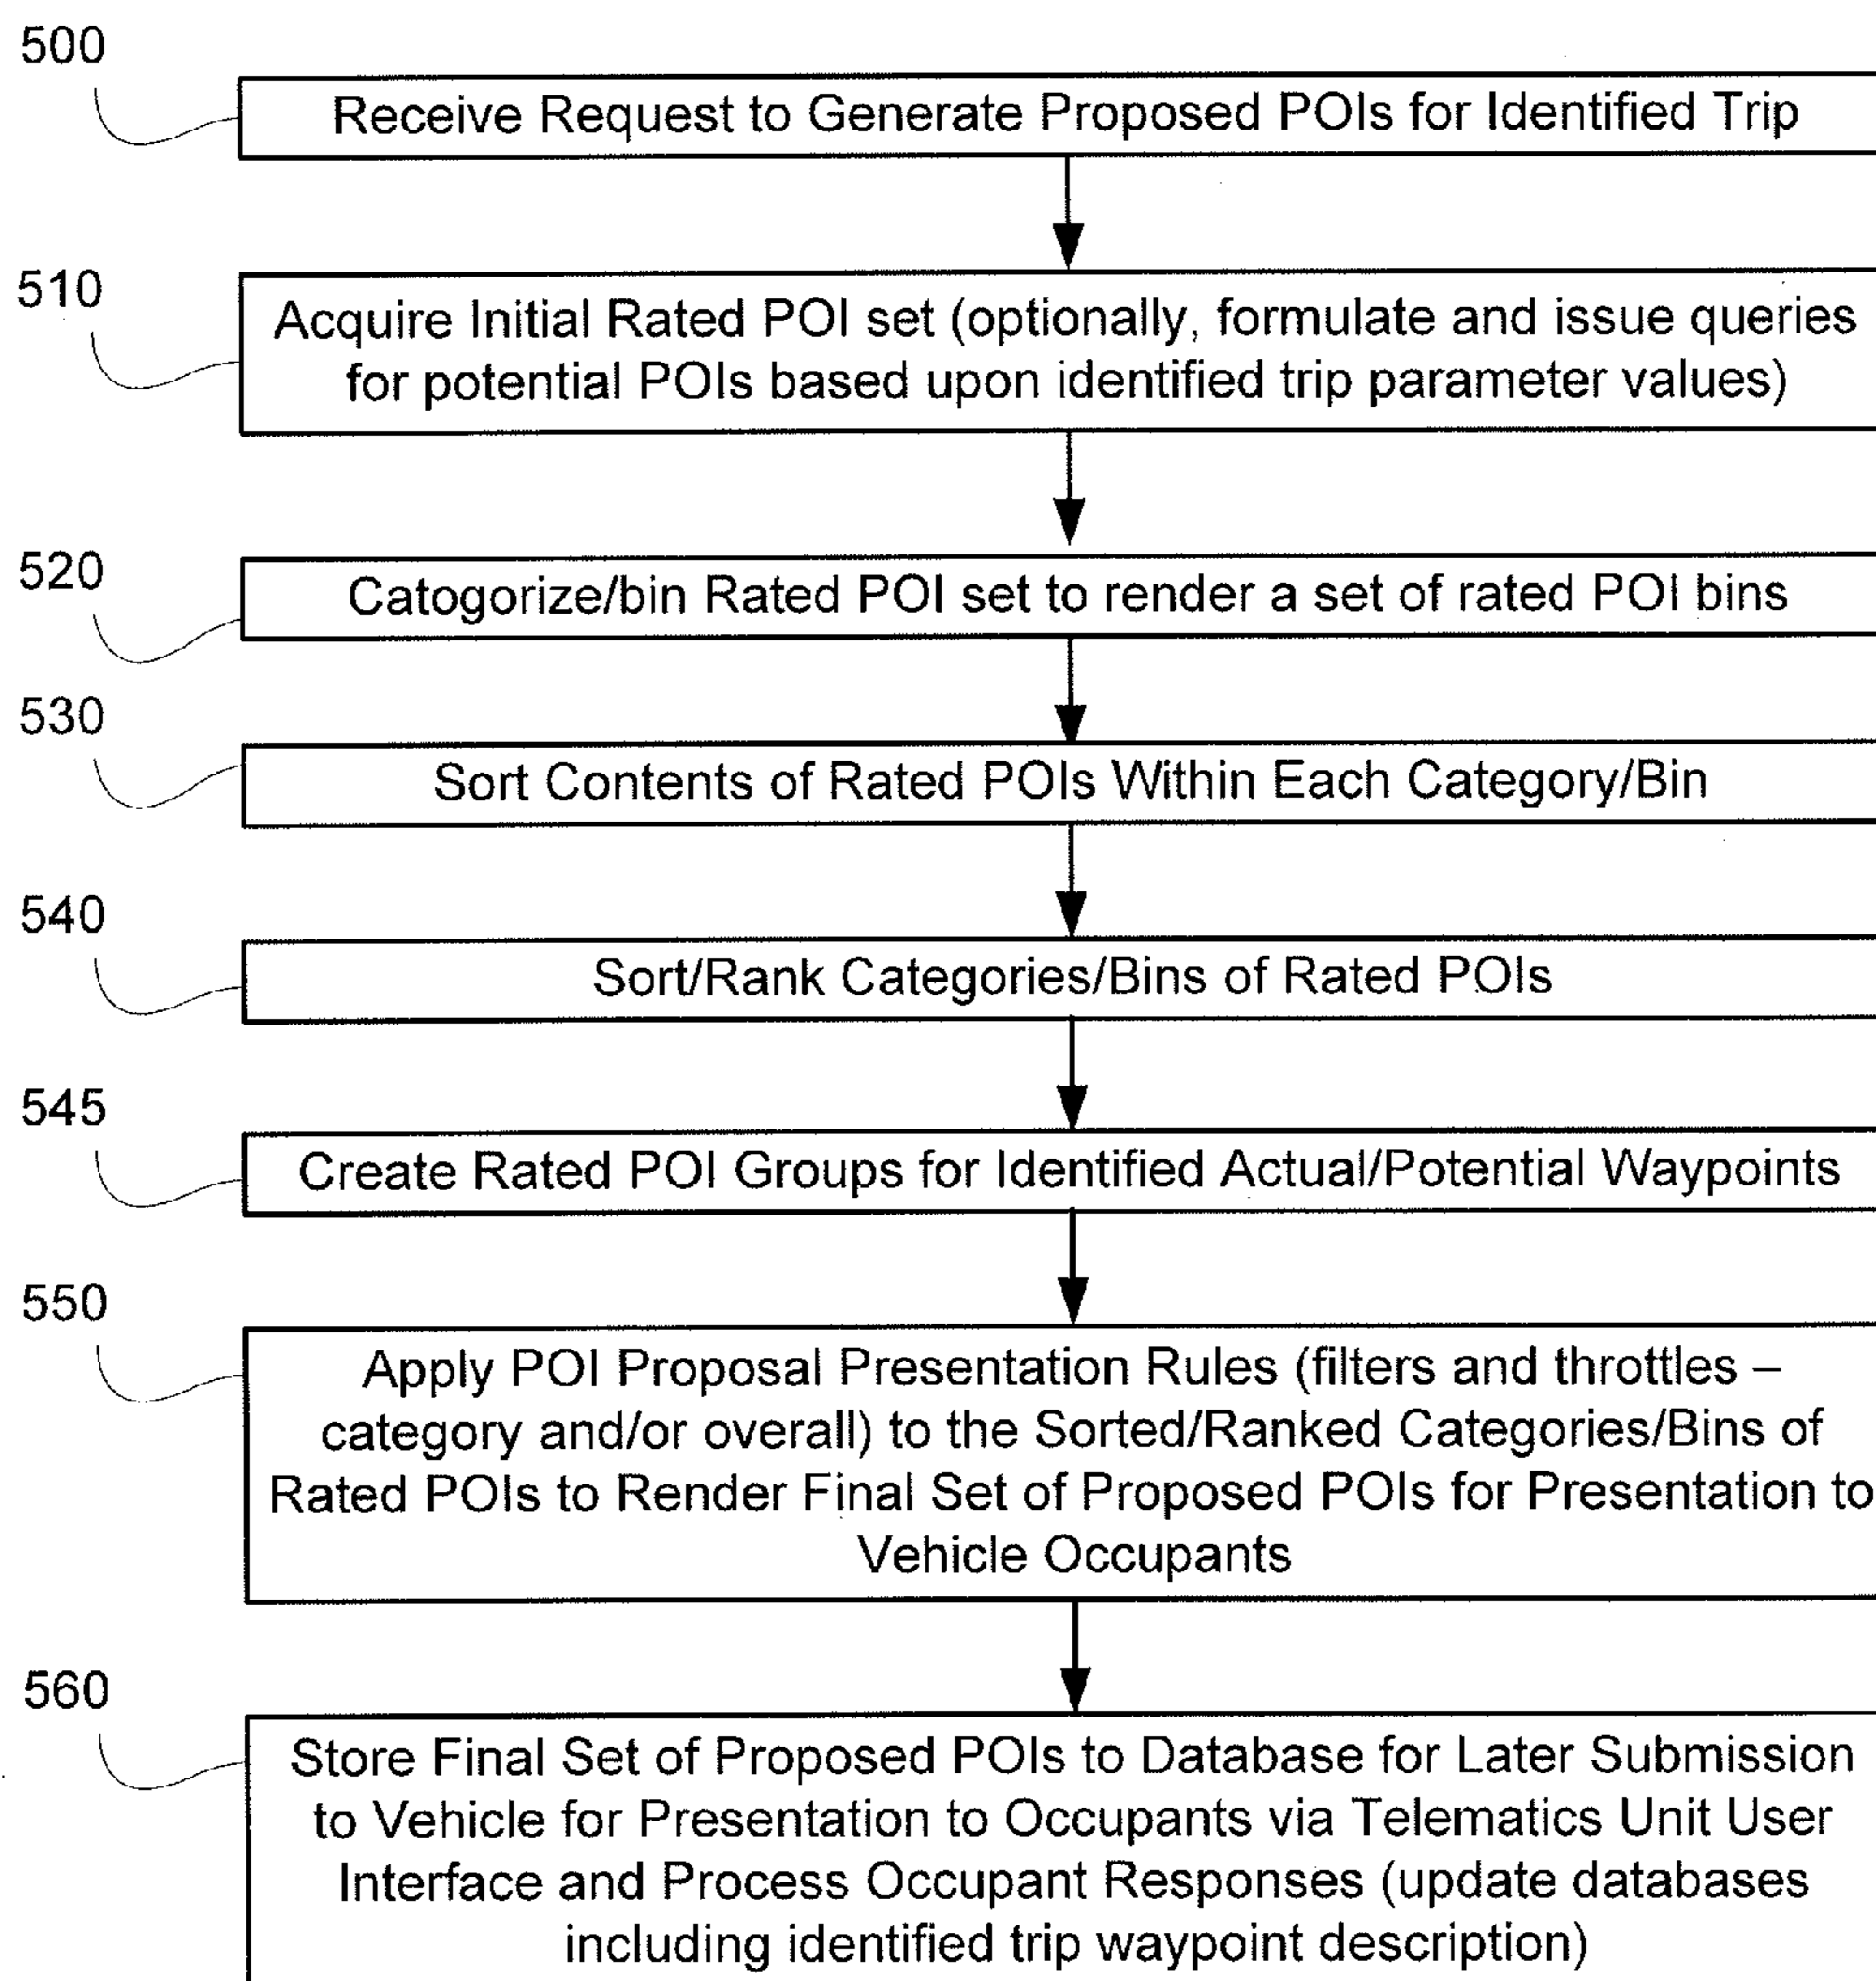 500
Receive Request to Generate Proposed POIs for Identified Trip
510
Acquire Initial Rated POI set (optionally, formulate and issue queries
for potential POIs based upon identified trip parameter values)
520
Catogorize/bin Rated POI set to render a set of rated POI bins
530
Sort Contents of Rated POIs Within Each Category/Bin
540
Sort/Rank Categories/Bins of Rated POIs
545
Create Rated POI Groups for Identified Actual/Potential Waypoints
550
Apply POI Proposal Presentation Rules (filters and throttles –
category and/or overall) to the Sorted/Ranked Categories/Bins of
Rated POIs to Render Final Set of Proposed POIs for Presentation to
Vehicle Occupants
560
Store Final Set of Proposed POIs to Database for Later Submission
to Vehicle for Presentation to Occupants via Telematics Unit User
Interface and Process Occupant Responses (update databases
including identified trip waypoint description)